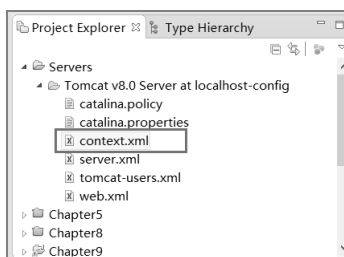 Project Explorer Type Hierarchy
Servers
Tomcat v8.0 Server at localhost-config
catalina.policy
catalina.properties
context.xml
server.xml
tomcat-users.xml
web.xml
Chapter5
Chapter8
Chapter9